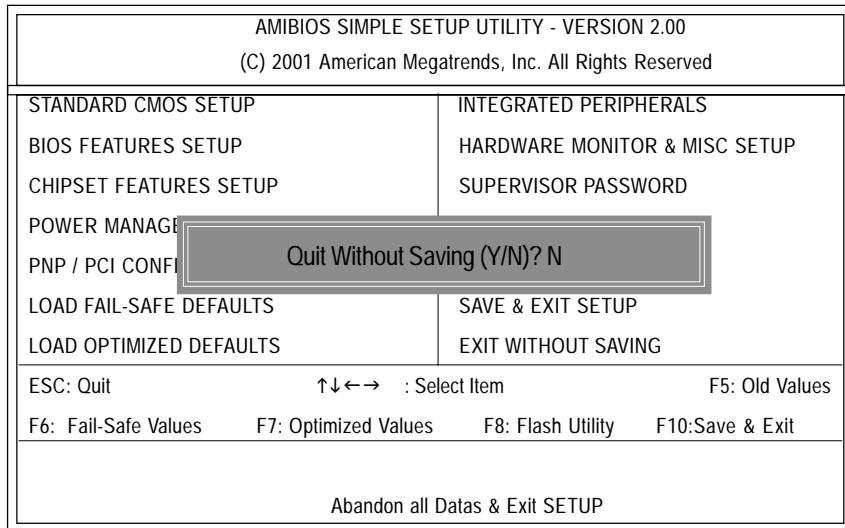 AMIBIOS SIMPLE SETUP UTILITY - VERSION 2.00
(C) 2001 American Megatrends, Inc. All Rights Reserved
STANDARD CMOS SETUP
BIOS FEATURES SETUP
CHIPSET FEATURES SETUP
POWER MANAGE
PNP / PCI CONFI
LOAD FAIL-SAFE DEFAULTS
LOAD OPTIMIZED DEFAULTS
INTEGRATED PERIPHERALS
HARDWARE MONITOR & MISC SETUP
SUPERVISOR PASSWORD
Quit Without Saving (Y/N)? N
SAVE & EXIT SETUP
EXIT WITHOUT SAVING
ESC: Quit ↑↓←→ : Select Item F5: Old Values
F6: Fail-Safe Values F7: Optimized Values F8: Flash Utility F10:Save & Exit
Abandon all Datas & Exit SETUP